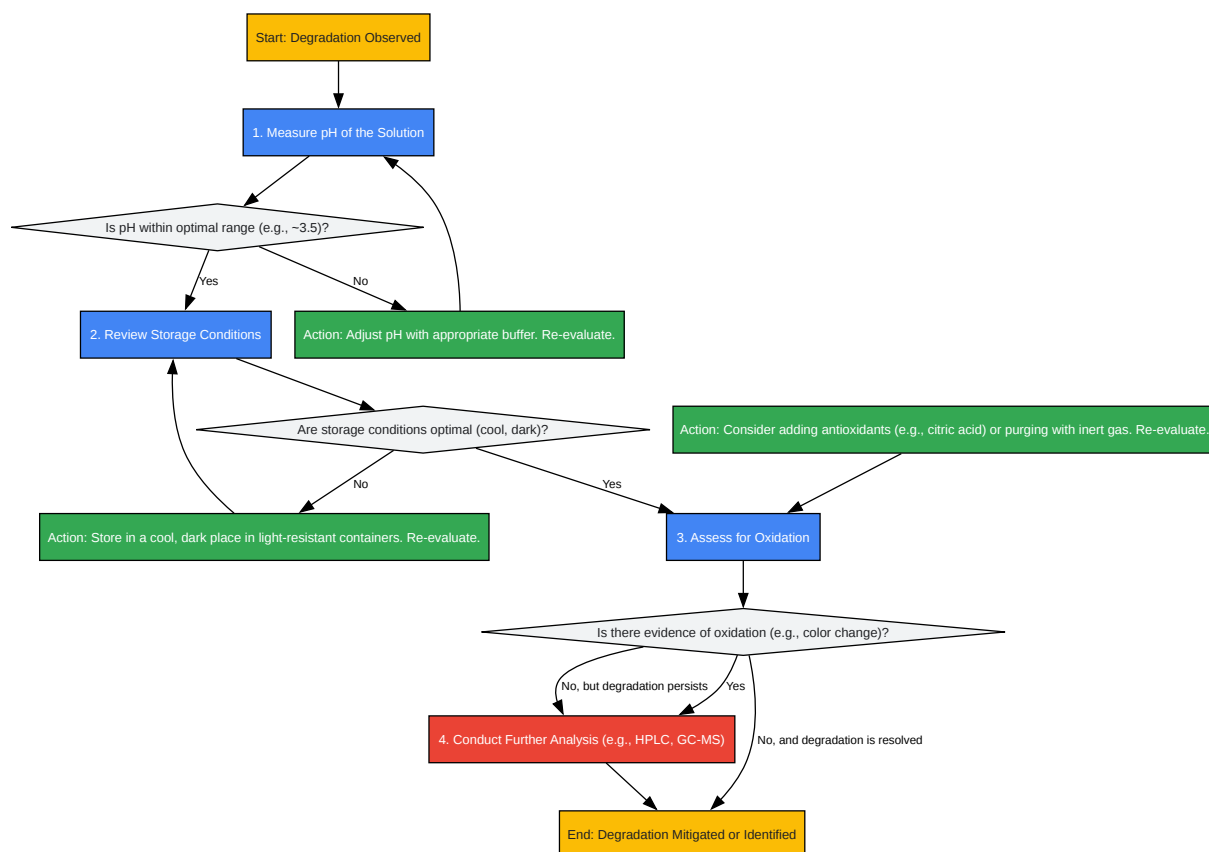 Start: Degradation Observed
1. Measure pH of the Solution
Is pH within optimal range (e.g., ~3.5)?
Yes
No
2. Review Storage Conditions
Action: Adjust pH with appropriate buffer. Re-evaluate.
Are storage conditions optimal (cool, dark)?
Action: Consider adding antioxidants (e.g., citric acid) or purging with inert gas. Re-evaluate.
No
Yes
Action: Store in a cool, dark place in light-resistant containers. Re-evaluate.
3. Assess for Oxidation
Is there evidence of oxidation (e.g., color change)?
No, but degradation persists
Yes
4. Conduct Further Analysis (e.g., HPLC, GC-MS)
No, and degradation is resolved
End: Degradation Mitigated or Identified